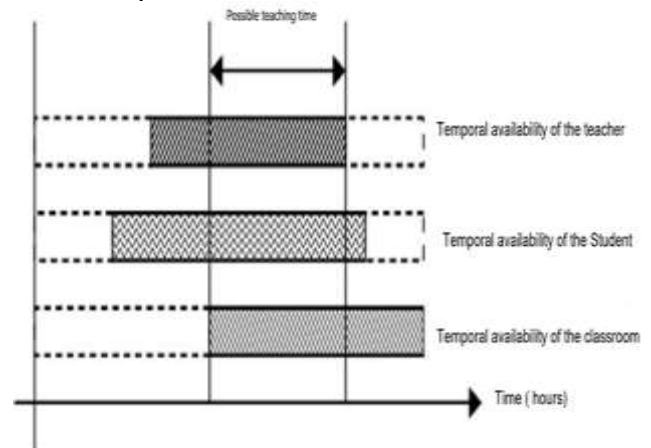 Possible teaching time
Temporal availability of the teacher
Temporal availability of the Student
Temporal availability of the classroom
Time ( hours)